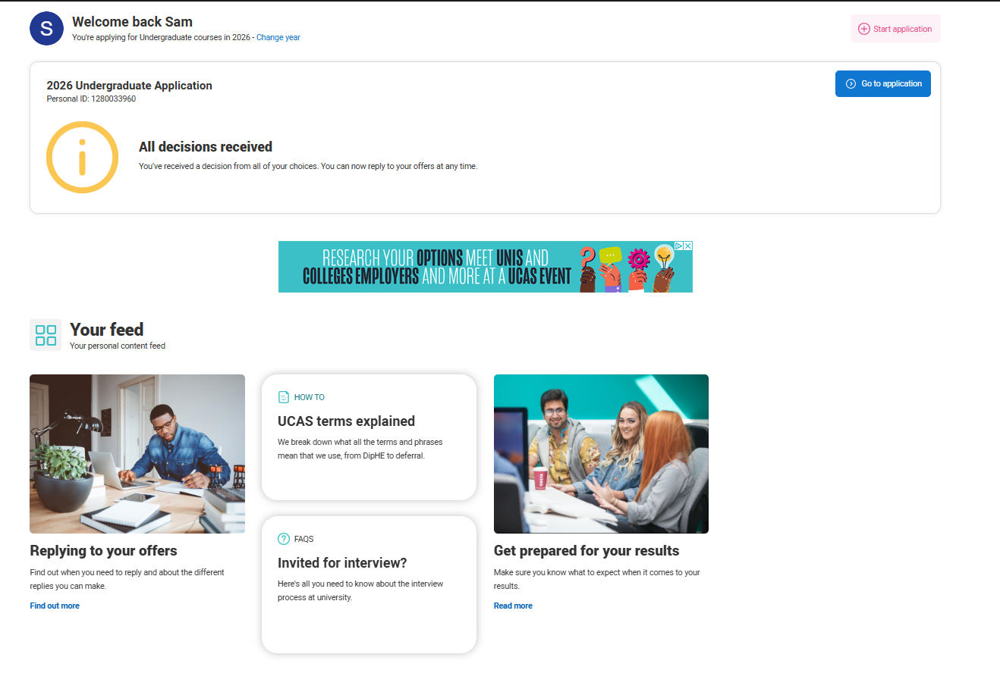 S
Welcome back Sam
You're applying for Undergraduate courses in 2026 - Change year
Start application
2026 Undergraduate Application
Personal ID: 1280033960
Go to application
All decisions received
You've received a decision from all of your choices. You can now reply to your offers at any time.
RESEARCH YOUR OPTIONS MEET UNIS AND
COLLEGES EMPLOYERS AND MORE AT A UCAS EVENT
Your feed
Your personal content feed
Replying to your offers
Find out when you need to reply and about the different
replies you can make.
Find out more
HOW TO
UCAS terms explained
We break down what all the terms and phrases
mean that we use, from DipHE to deferral.
FAQS
Invited for interview?
Here's all you need to know about the interview
process at university.
COSTA
Get prepared for your results
Make sure you know what to expect when it comes to your
results.
Read more